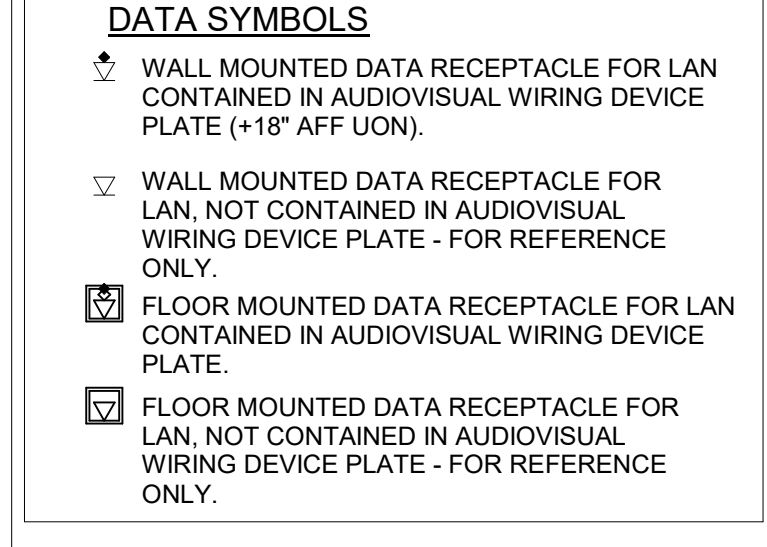 DATA SYMBOLS
WALL MOUNTED DATA RECEPTACLE FOR LAN
CONTAINED IN AUDIOVISUAL WIRING DEVICE
PLATE (+18" AFF UON).
WALL MOUNTED DATA RECEPTACLE FOR
LAN, NOT CONTAINED IN AUDIOVISUAL
WIRING DEVICE PLATE - FOR REFERENCE
ONLY.
FLOOR MOUNTED DATA RECEPTACLE FOR LAN
CONTAINED IN AUDIOVISUAL WIRING DEVICE
PLATE.
FLOOR MOUNTED DATA RECEPTACLE FOR
LAN, NOT CONTAINED IN AUDIOVISUAL
WIRING DEVICE PLATE - FOR REFERENCE
ONLY.